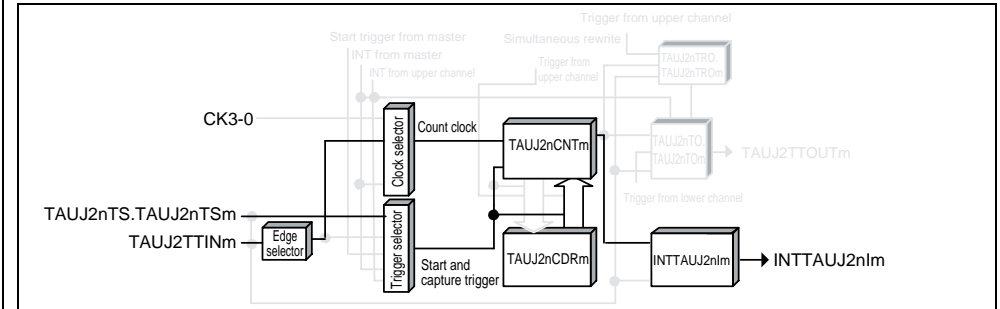 Trigger from upper channel
Start trigger from master
Simultaneous rewrite
INT from master
Trigger from
upper channel
INT from upper channel
TAUJ2nTRO.
TAUJ2nTROm
CK3-0
Clock selector
Count clock
TAUJ2nCNTm
TAUJ2nTO.
TAUJ2nTOm
TAUJ2TTOUTm
Trigger from lower channel
TAUJ2nTS.TAUJ2nTSm
TAUJ2TTINm
Edge
selector
Trigger selector
Start and
capture trigger
TAUJ2nCDRm
INTTAUJ2nIm
INTTAUJ2nIm